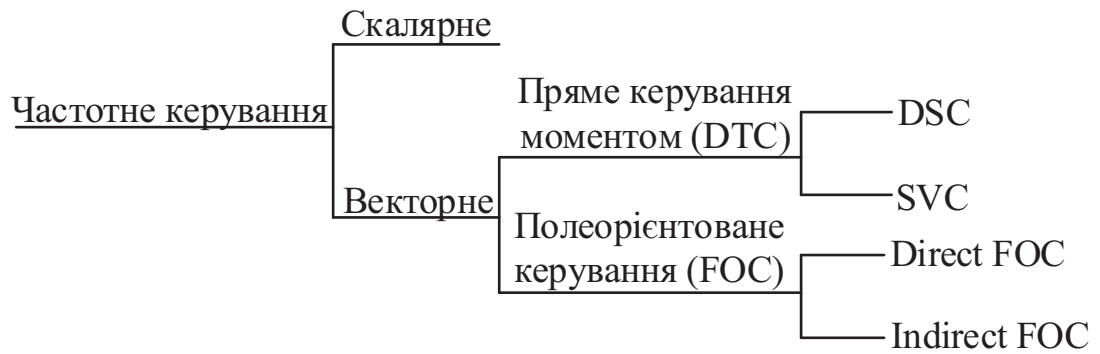 Скалярне
Частотне керування
Векторне
Пряме керування
моментом (DTC)
DSC
SVC
Полеорієнтоване
керування (FOC)
Direct FOC
Indirect FOC